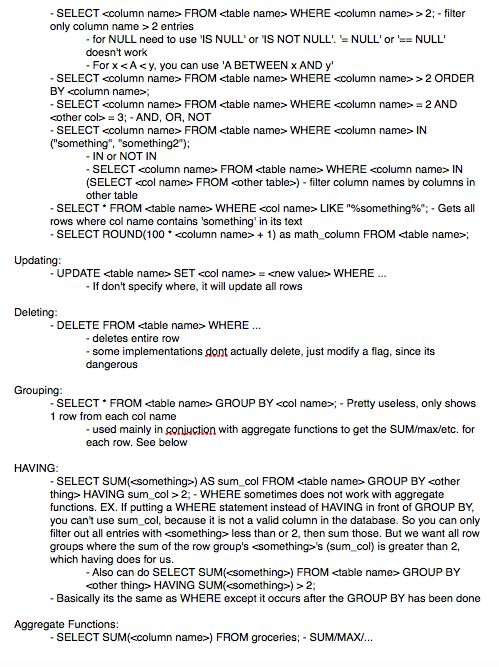 - SELECT <column name> FROM <table name> WHERE <column name> > 2; - filter
only column name > 2 entries
- for NULL need to use 'IS NULL' or 'IS NOT NULL'. '= NULL' or '== NULL'
doesn't work
- For x < A < y, you can use 'A BETWEEN x AND y'
- SELECT <column name> FROM <table name> WHERE <column name> > 2 ORDER
BY <column name>;
- SELECT <column name> FROM <table name> WHERE <column name> = 2 AND
<other col> = 3; - AND, OR, NOT
- SELECT <column name> FROM <table name> WHERE <column name> IN
("something", "something2");
- IN or NOT IN
- SELECT <column name> FROM <table name> WHERE <column name> IN
(SELECT <col name> FROM <other table>) - filter column names by columns in
other table
- SELECT * FROM <table name> WHERE <col name> LIKE "%something%"; - Gets all
rows where col name contains 'something' in its text
- SELECT ROUND(100 * <column name> + 1) as math_column FROM <table name>;
Updating:
- UPDATE <table name> SET <col name> = <new value> WHERE ...
- If don't specify where, it will update all rows
Deleting:
- DELETE FROM <table name> WHERE ...
- deletes entire row
- some implementations dont actually delete, just modify a flag, since its
dangerous
Grouping:
- SELECT * FROM <table name> GROUP BY <col name>; - Pretty useless, only shows
1 row from each col name
- used mainly in conjuction with aggregate functions to get the SUM/max/etc. for
each row. See below
HAVING:
- SELECT SUM(<something>) AS sum_col FROM <table name> GROUP BY <other
thing> HAVING sum_col > 2; - WHERE sometimes does not work with aggregate
functions. EX. If putting a WHERE statement instead of HAVING in front of GROUP BY,
you can't use sum_col, because it is not a valid column in the database. So you can only
filter out all entries with <something> less than or 2, then sum those. But we want all row
groups where the sum of the row group's <something>'s (sum_col) is greater than 2,
which having does for us.
- Also can do SELECT SUM(<something>) FROM <table name> GROUP BY
<other thing> HAVING SUM(<something>) > 2;
- Basically its the same as WHERE except it occurs after the GROUP BY has been done
Aggregate Functions:
- SELECT SUM(<column name>) FROM groceries; - SUM/MAX/...